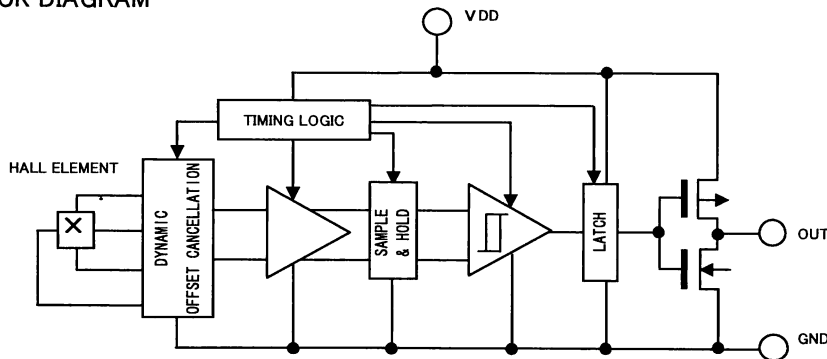 VDD
TIMING LOGIC
HALL ELEMENT
DYNAMIC
OFFSET CANCELLATION
SAMPLE
& HOLD
LATCH
OUT
GND